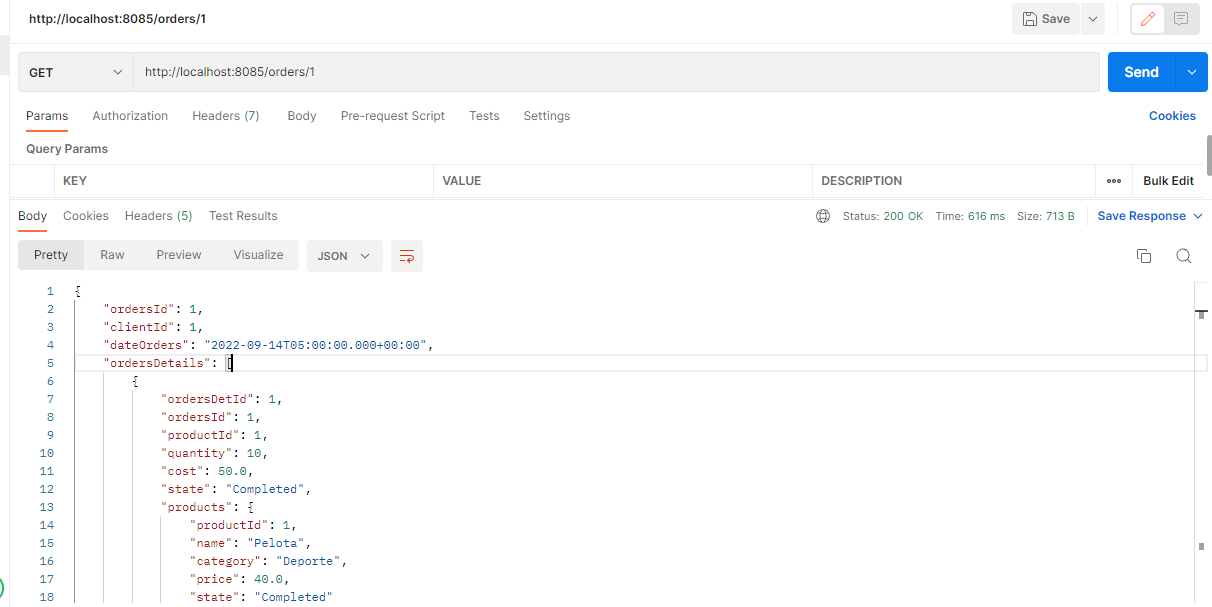 http://localhost:8085/orders/1
Save
GET
http://localhost:8085/orders/1
Send
Params Authorization Headers (7) Body Pre-request Script Tests Settings Cookies
Query Params
KEY VALUE DESCRIPTION ••• Bulk Edit
Body Cookies Headers (5) Test Results Status: 200 OK Time: 616 ms Size: 713 B Save Response
Pretty Raw Preview Visualize JSON
1 {
2 "ordersId": 1,
3 "clientId": 1,
4 "dateOrders": "2022-09-14T05:00:00.000+00:00",
5 "ordersDetails": [
6 {
7 "ordersDetId": 1,
8 "ordersId": 1,
9 "productId": 1,
10 "quantity": 10,
11 "cost": 50.0,
12 "state": "Completed",
13 "products": {
14 "productId": 1,
15 "name": "Pelota",
16 "category": "Deporte",
17 "price": 40.0,
18 "state": "Completed"